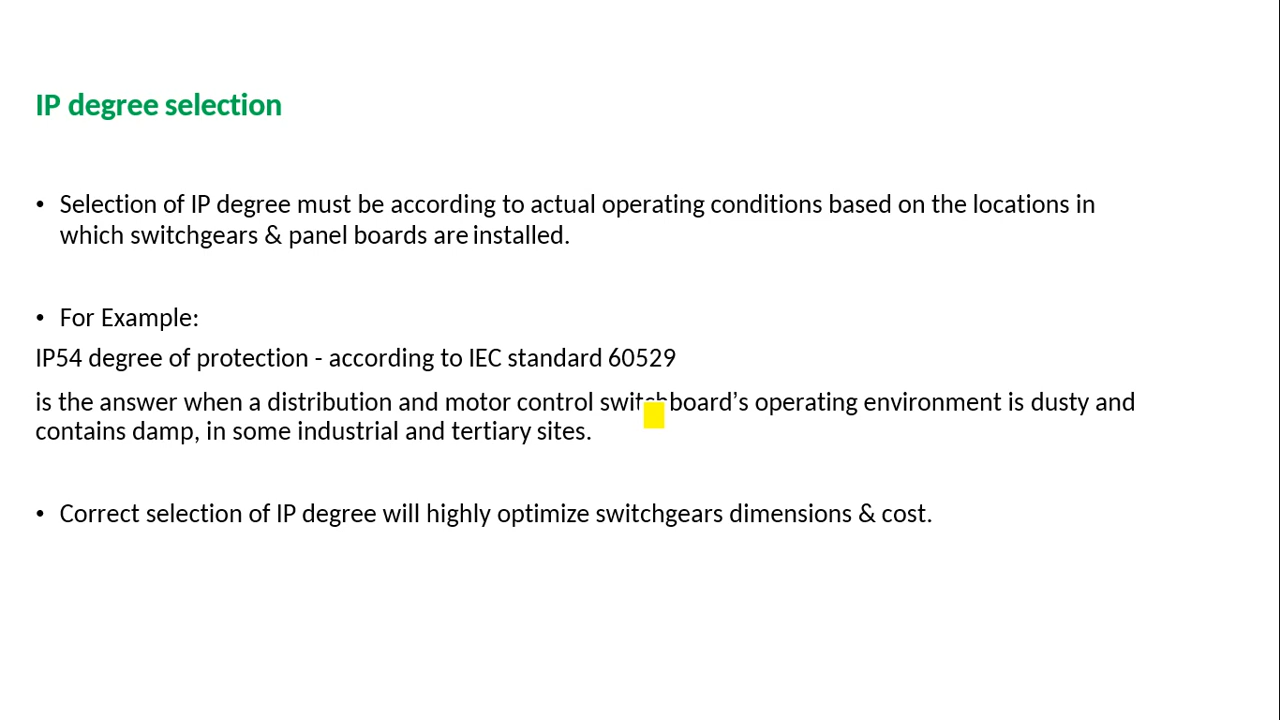 IP degree selection
• Selection of IP degree must be according to actual operating conditions based on the locations in
which switchgears & panel boards are installed.
• For Example:
IP54 degree of protection - according to IEC standard 60529
is the answer when a distribution and motor control switchboard’s operating environment is dusty and
contains damp, in some industrial and tertiary sites.
• Correct selection of IP degree will highly optimize switchgears dimensions & cost.